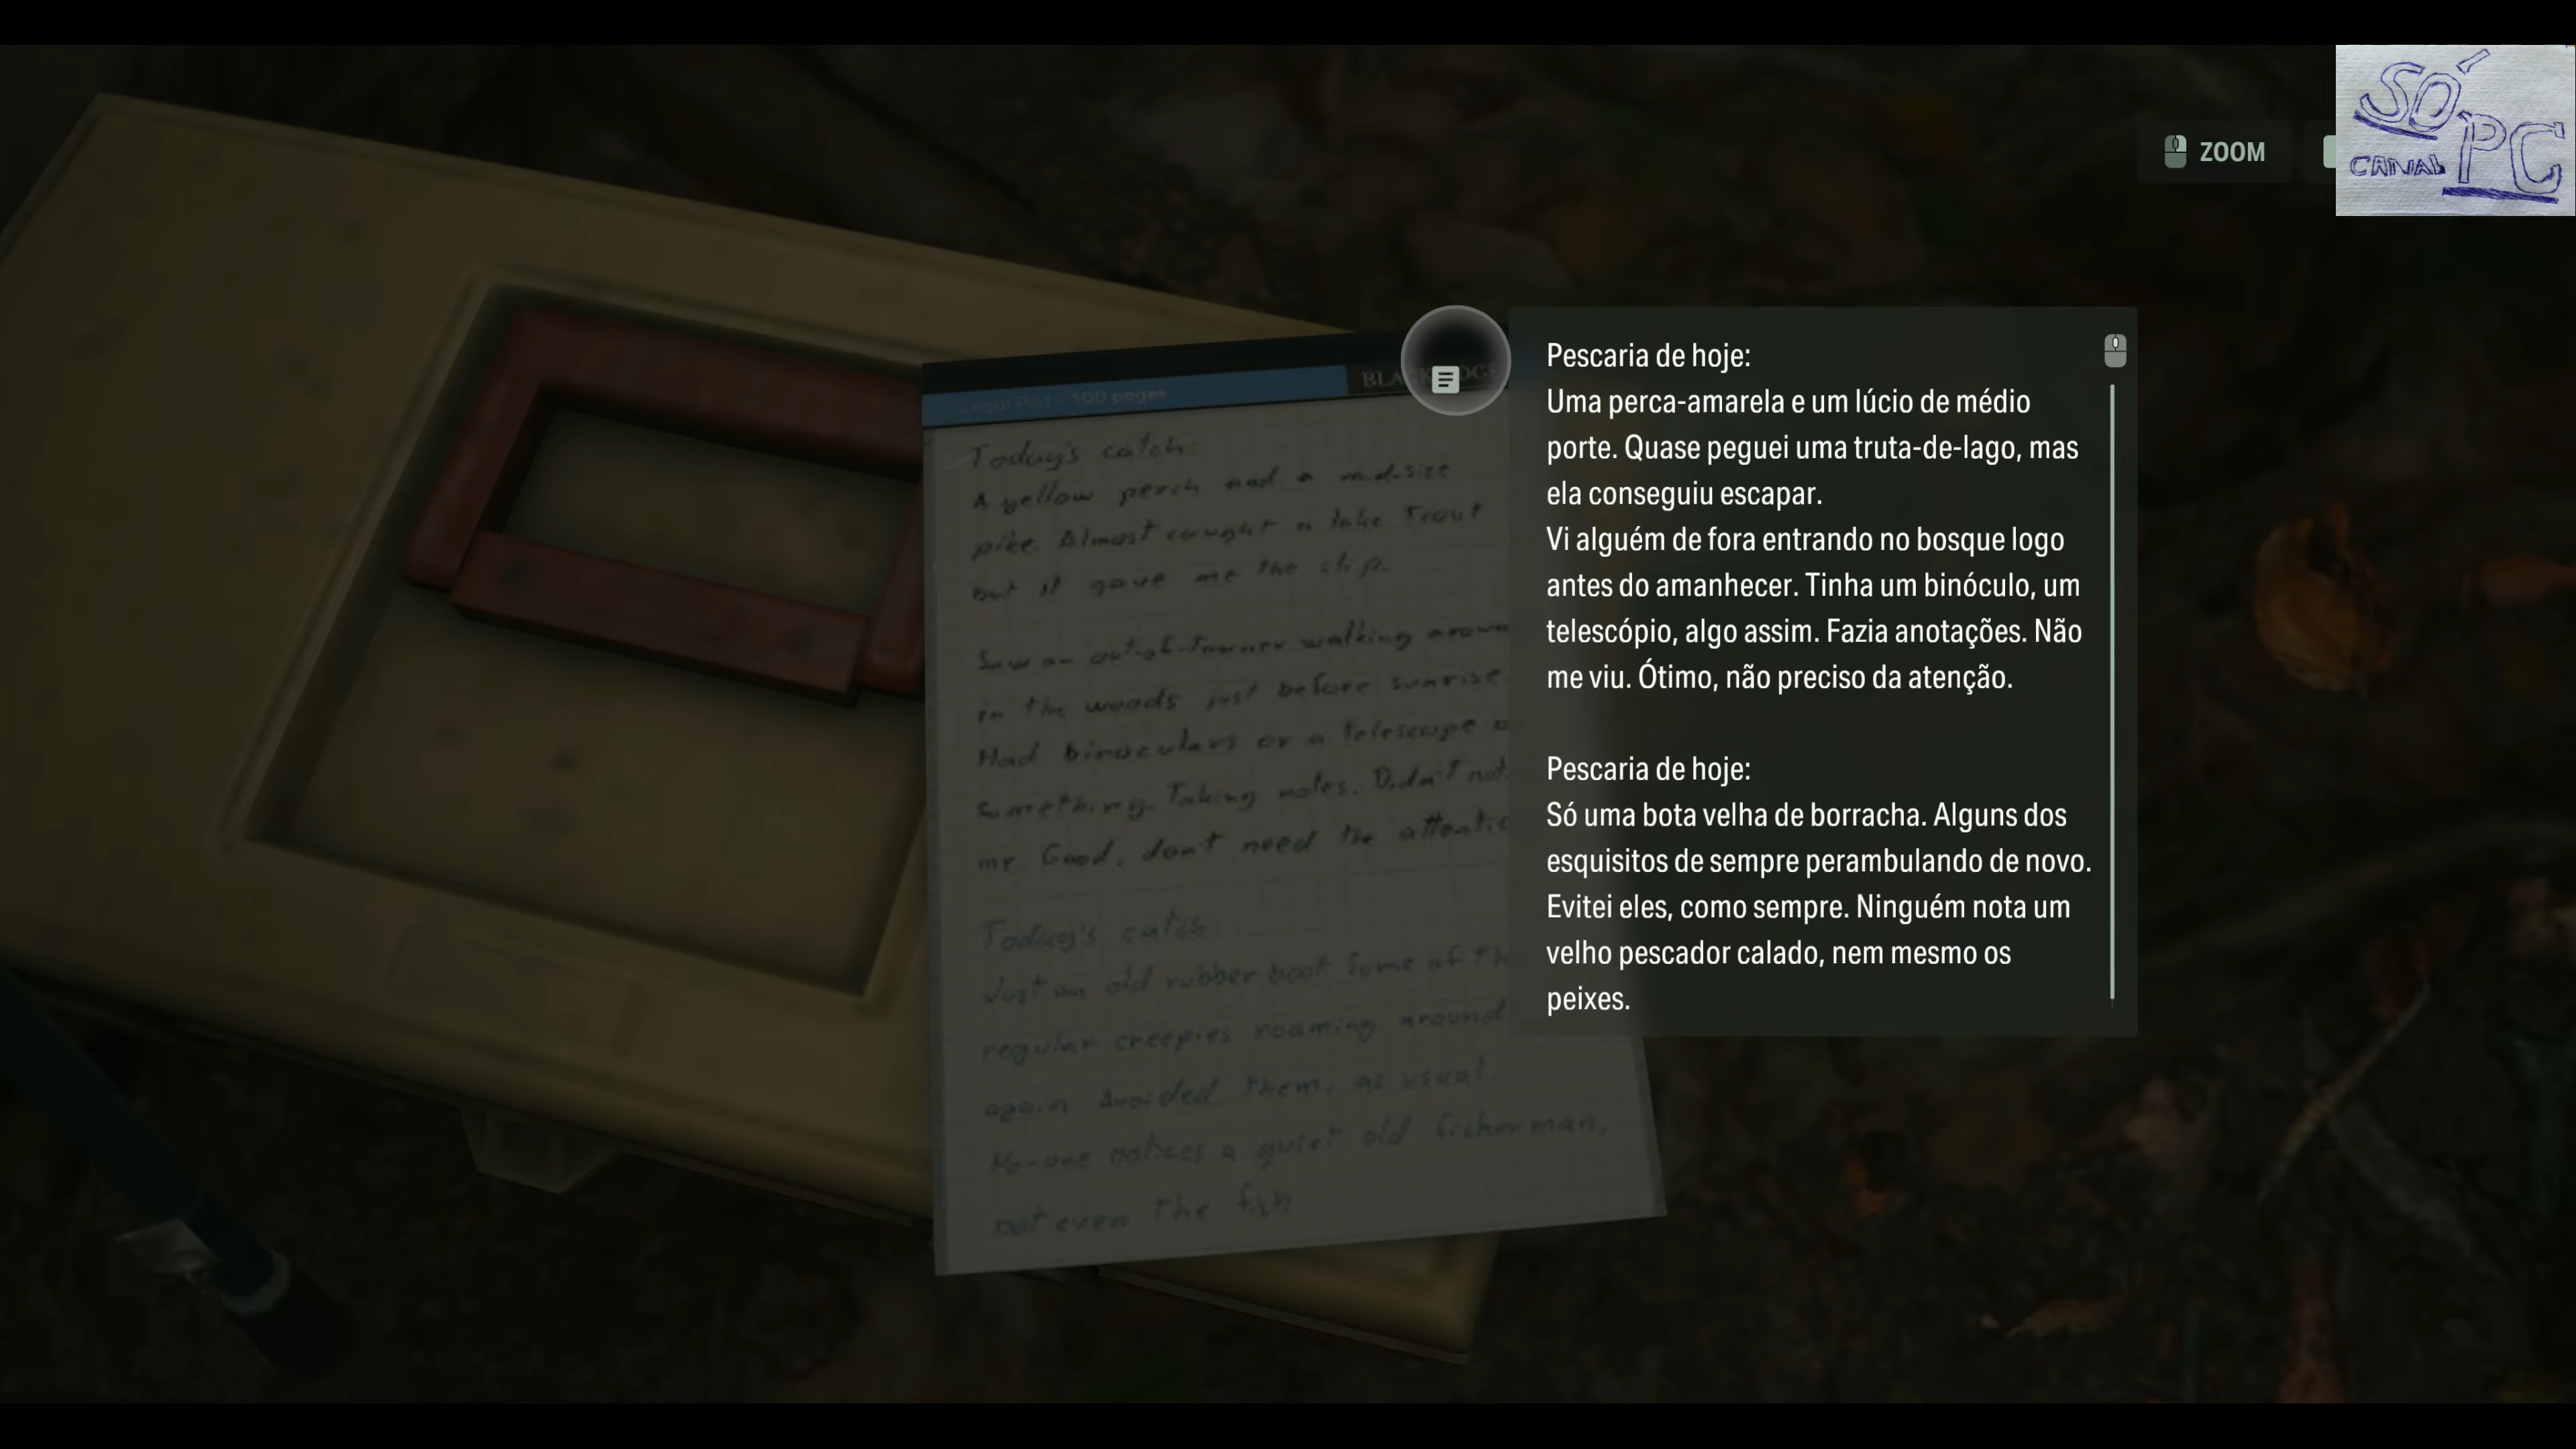 SÓ
CANAL PC
ZOOM
100 pages
Today's catch:
A yellow perch and a mid-size
pike. Almost caught a lake Trout
but it gave me the slip.
Saw an out-of-towner walking
in the woods just before sunrise.
Had binoculars or a telescope
something. Taking notes. Didn't
me. Good, don't need the
Today's catch:
Just an old rubber boot. Some of
regular creepies roaming around
again. Avoided them, as usual.
No-one notices a quiet old fisherman,
not even the fish
Pescaria de hoje:
Uma perca-amarela e um lúcio de médio
porte. Quase peguei uma truta-de-lago, mas
ela conseguiu escapar.
Vi alguém de fora entrando no bosque logo
antes do amanhecer. Tinha um binóculo, um
telescópio, algo assim. Fazia anotações. Não
me viu. Ótimo, não preciso da atenção.
Pescaria de hoje:
Só uma bota velha de borracha. Alguns dos
esquisitos de sempre perambulando de novo.
Evitei eles, como sempre. Ninguém nota um
velho pescador calado, nem mesmo os
peixes.